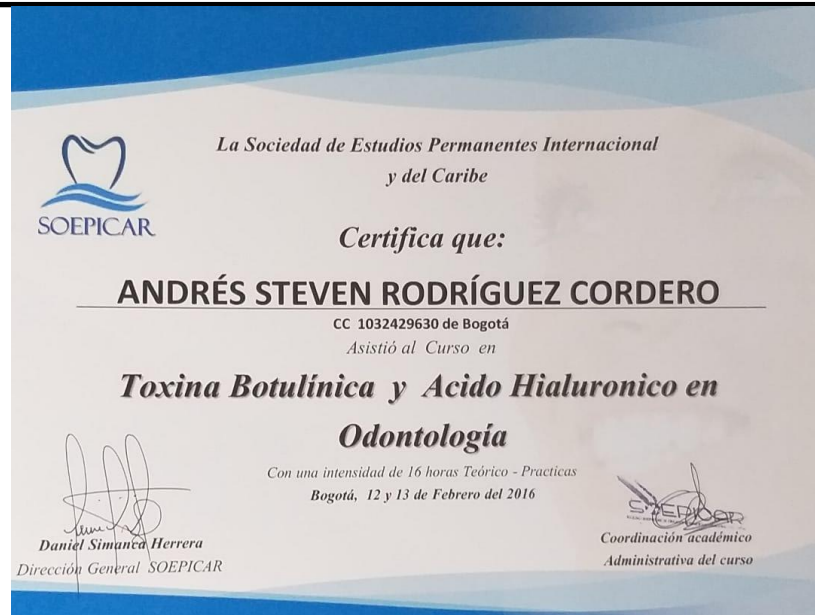 La Sociedad de Estudios Permanentes Internacional
y del Caribe
SOEPICAR
Certifica que:
ANDRÉS STEVEN RODRÍGUEZ CORDERO
CC 1032429630 de Bogotá
Asistió al Curso en
Toxina Botulínica y Acido Hialuronico en
Odontología
Con una intensidad de 16 horas Teórico - Practicas
Bogotá, 12 y 13 de Febrero del 2016
SOEPICAR
Daniel Simanca Herrera
Dirección General SOEPICAR
Coordinación académico
Administrativa del curso